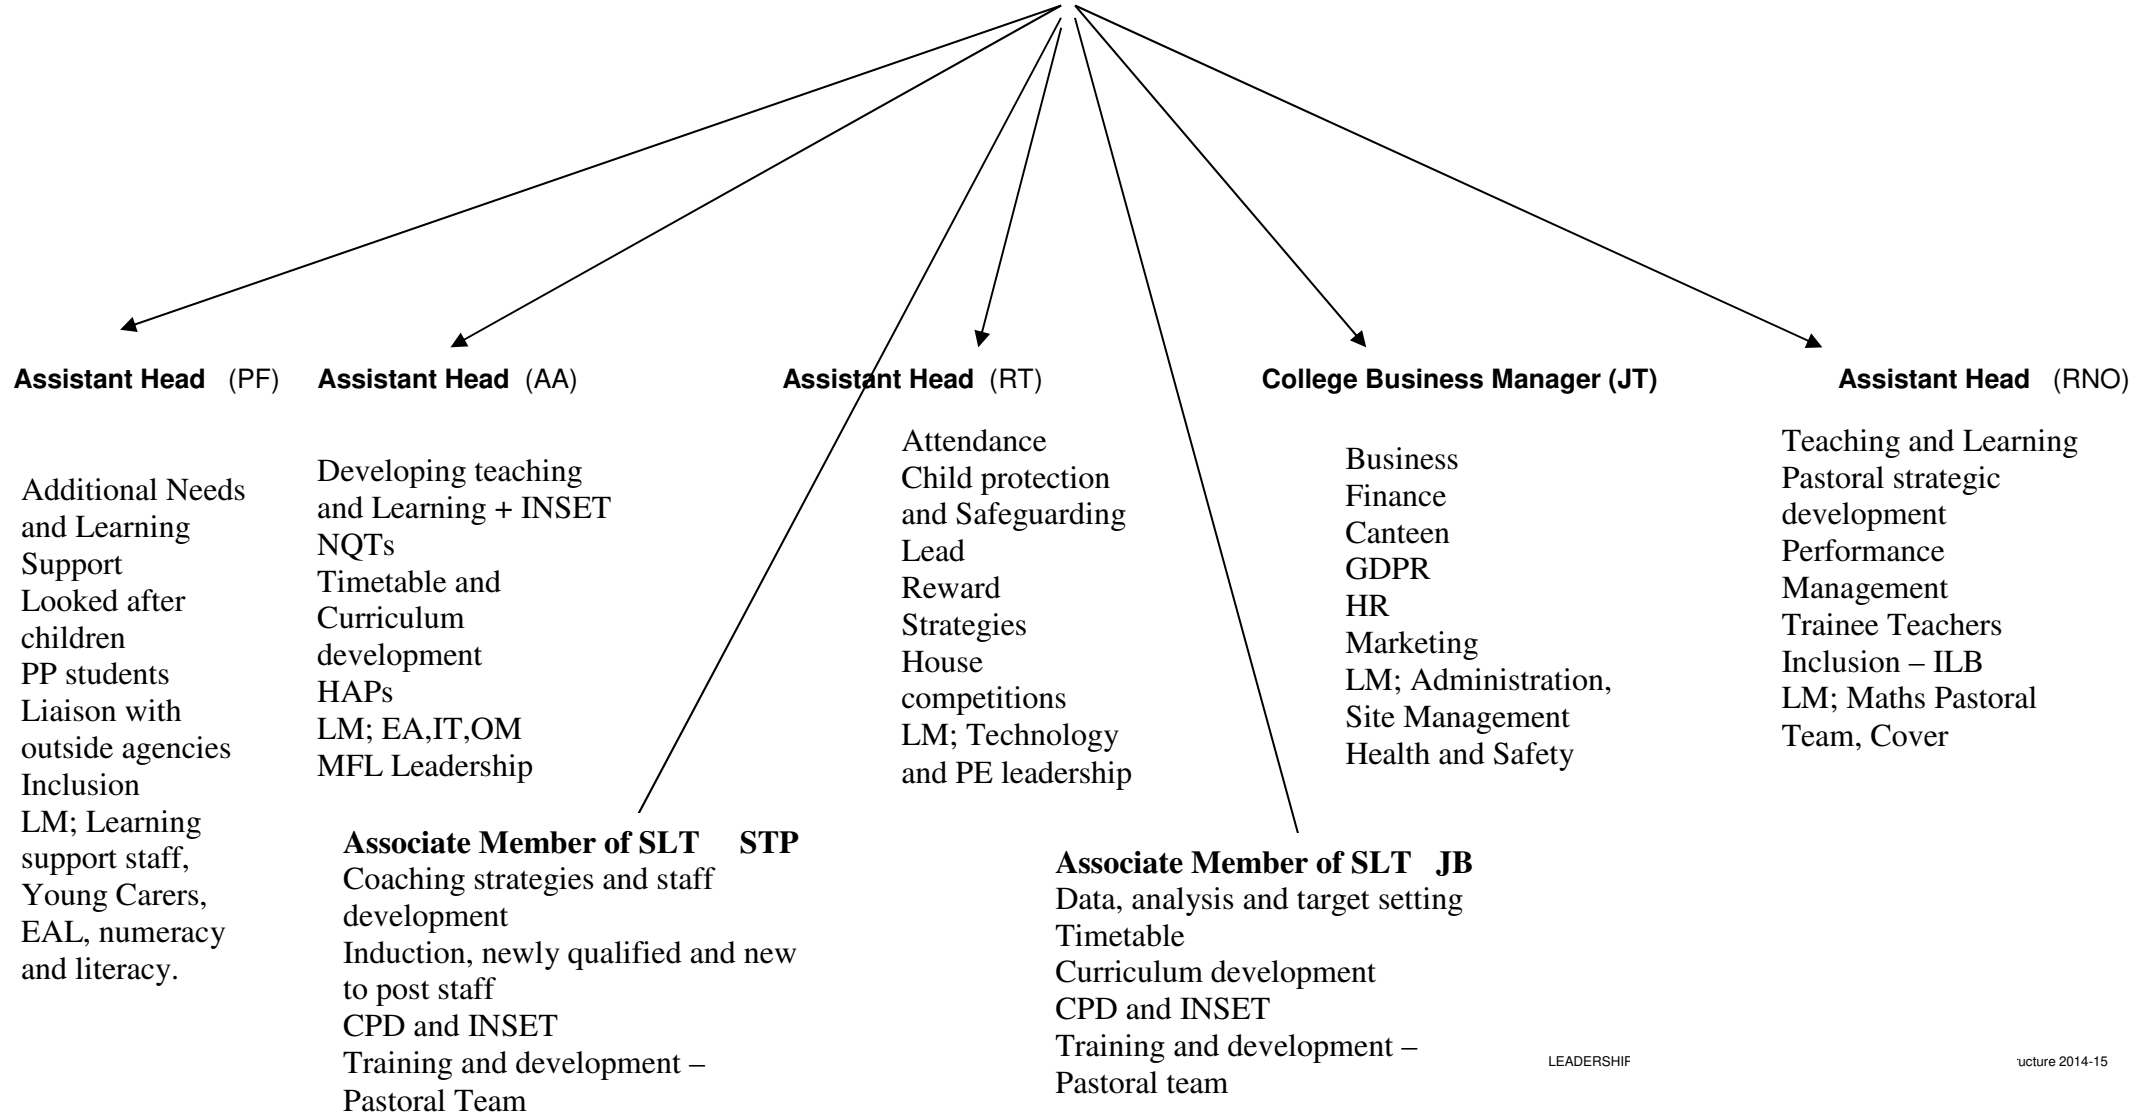 Assistant Head (PF)
Additional Needs
and Learning
Support
Looked after
children
PP students
Liaison with
outside agencies
Inclusion
LM; Learning
support staff,
Young Carers,
EAL, numeracy
and literacy.
Assistant Head (AA)
Developing teaching
and Learning + INSET
NQTs
Timetable and
Curriculum
development
HAPs
LM; EA,IT,OM
MFL Leadership
Assistant Head (RT)
Attendance
Child protection
and Safeguarding
Lead
Reward
Strategies
House
competitions
LM; Technology
and PE leadership
College Business Manager (JT)
Business
Finance
Canteen
GDPR
HR
Marketing
LM; Administration,
Site Management
Health and Safety
Assistant Head (RNO)
Teaching and Learning
Pastoral strategic
development
Performance
Management
Trainee Teachers
Inclusion – ILB
LM; Maths Pastoral
Team, Cover
Associate Member of SLT STP
Coaching strategies and staff
development
Induction, newly qualified and new
to post staff
CPD and INSET
Training and development –
Pastoral Team
Associate Member of SLT JB
Data, analysis and target setting
Timetable
Curriculum development
CPD and INSET
Training and development –
Pastoral team
2014-15